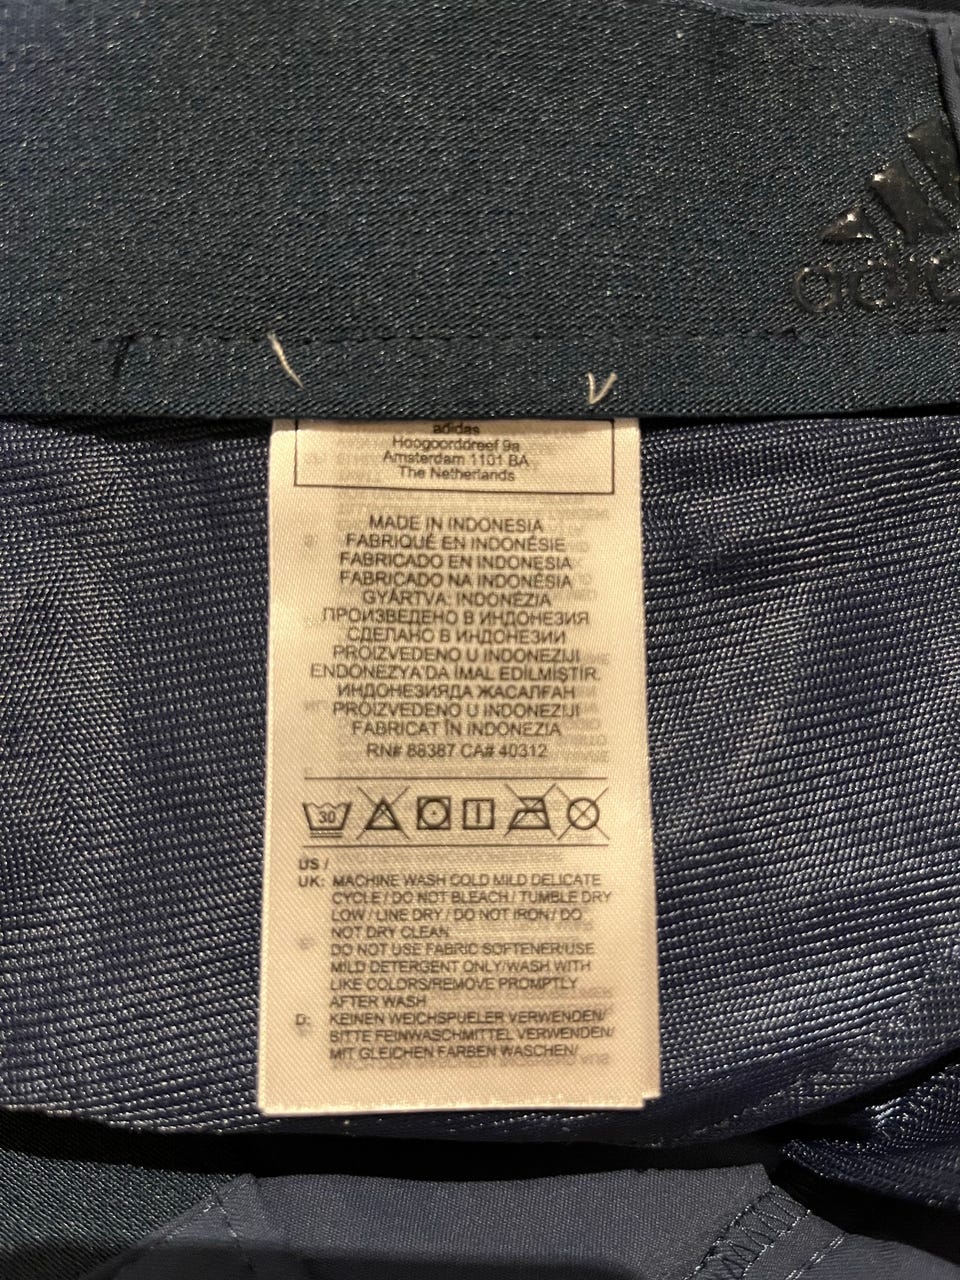 adidas
adidas
Hoogoorddreef 9a
Amsterdam 1101 BA
The Netherlands
MADE IN INDONESIA
FABRIQUÉ EN INDONÉSIE
FABRICADO EN INDONESIA
FABRICADO NA INDONÉSIA
GYÁRTVA: INDONÉZIA
ПРОИЗВЕДЕНО В ИНДОНЕЗИЯ
СДЕЛАНО В ИНДОНЕЗИИ
PROIZVEDENO U INDONEZIJI
ENDONEZYA'DA İMAL EDİLMİŞTİR.
ИНДОНЕЗИЯДА ЖАСАЛҒАН
PROIZVEDENO U INDONEZIJI
FABRICAT ÎN INDONEZIA
RN# 88387 CA# 40312
30
US /
UK: MACHINE WASH COLD MILD DELICATE
CYCLE / DO NOT BLEACH / TUMBLE DRY
LOW / LINE DRY / DO NOT IRON / DO
NOT DRY CLEAN
DO NOT USE FABRIC SOFTENER/USE
MILD DETERGENT ONLY/WASH WITH
LIKE COLORS/REMOVE PROMPTLY
AFTER WASH
D: KEINEN WEICHSPUELER VERWENDEN/
BITTE FEINWASCHMITTEL VERWENDEN/
MIT GLEICHEN FARBEN WASCHEN/